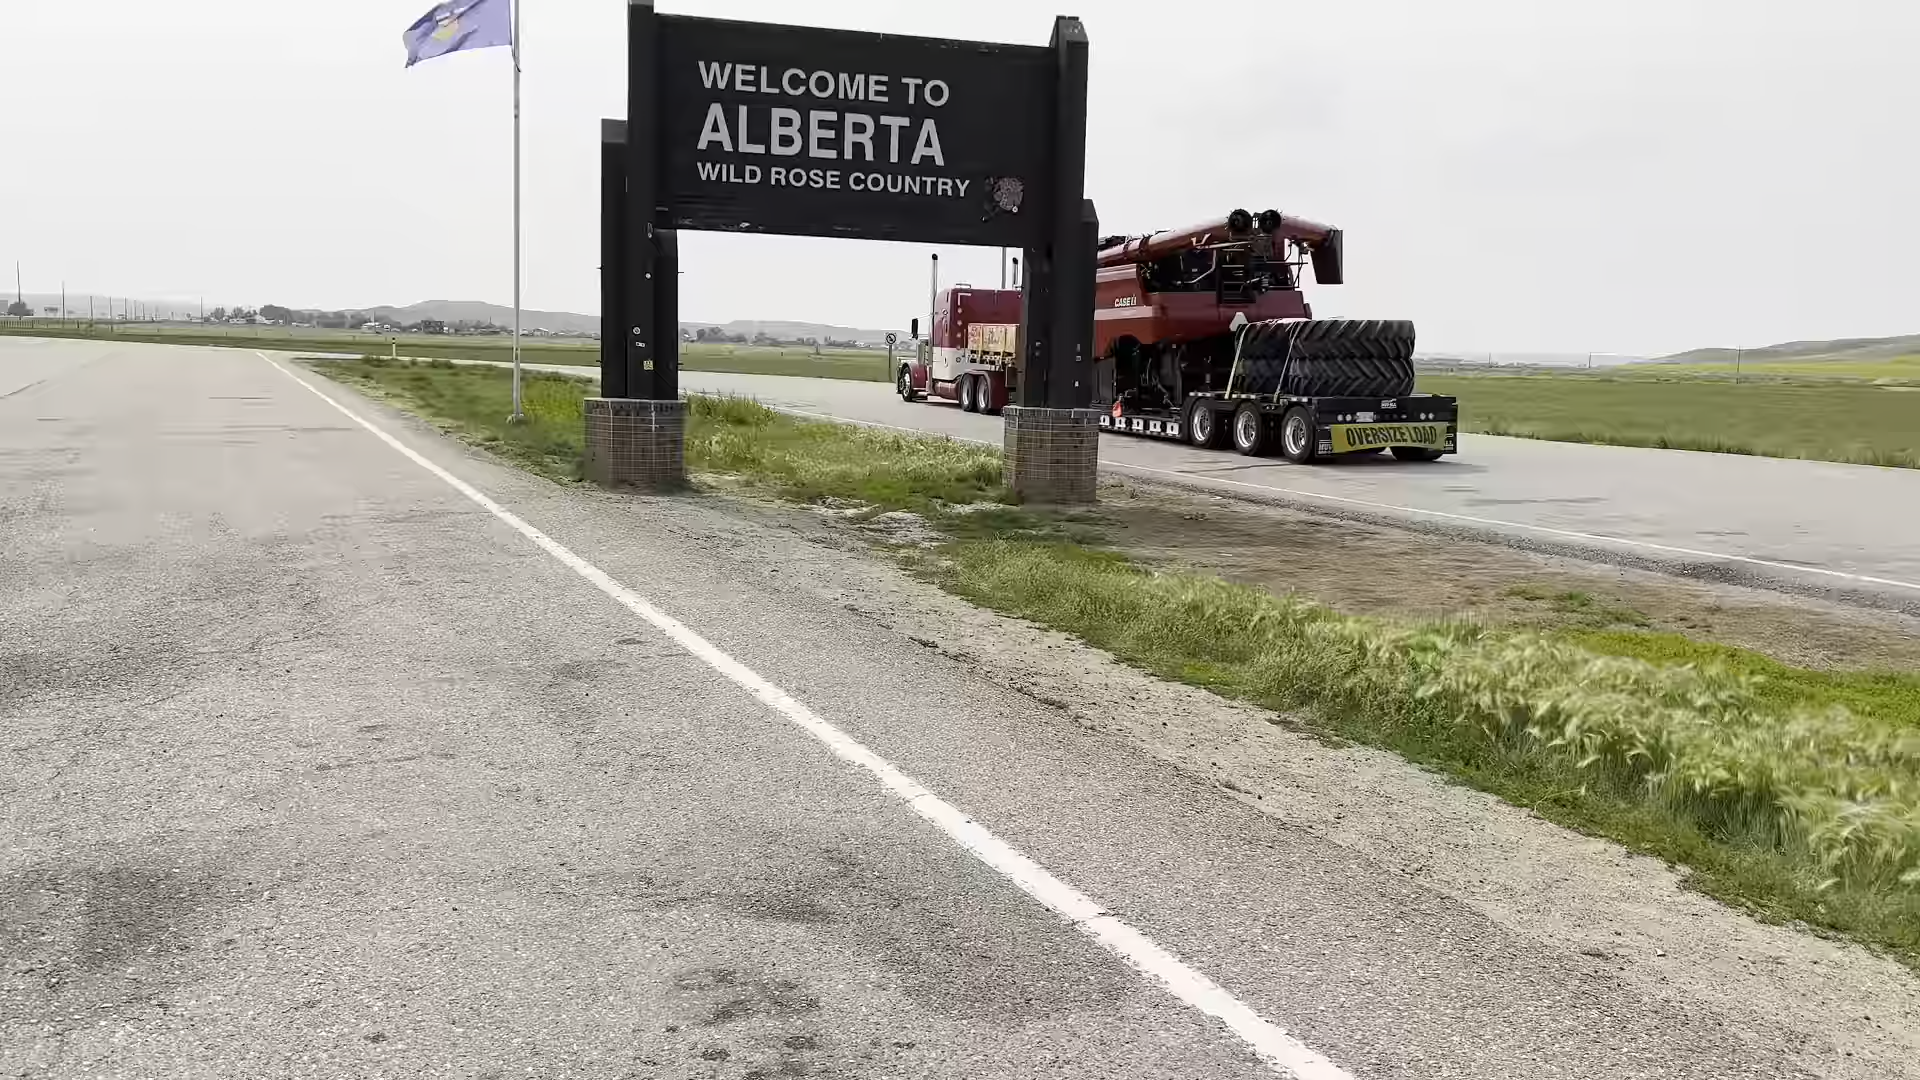 WELCOME TO
ALBERTA
WILD ROSE COUNTRY
CASE IH
OVERSIZE LOAD